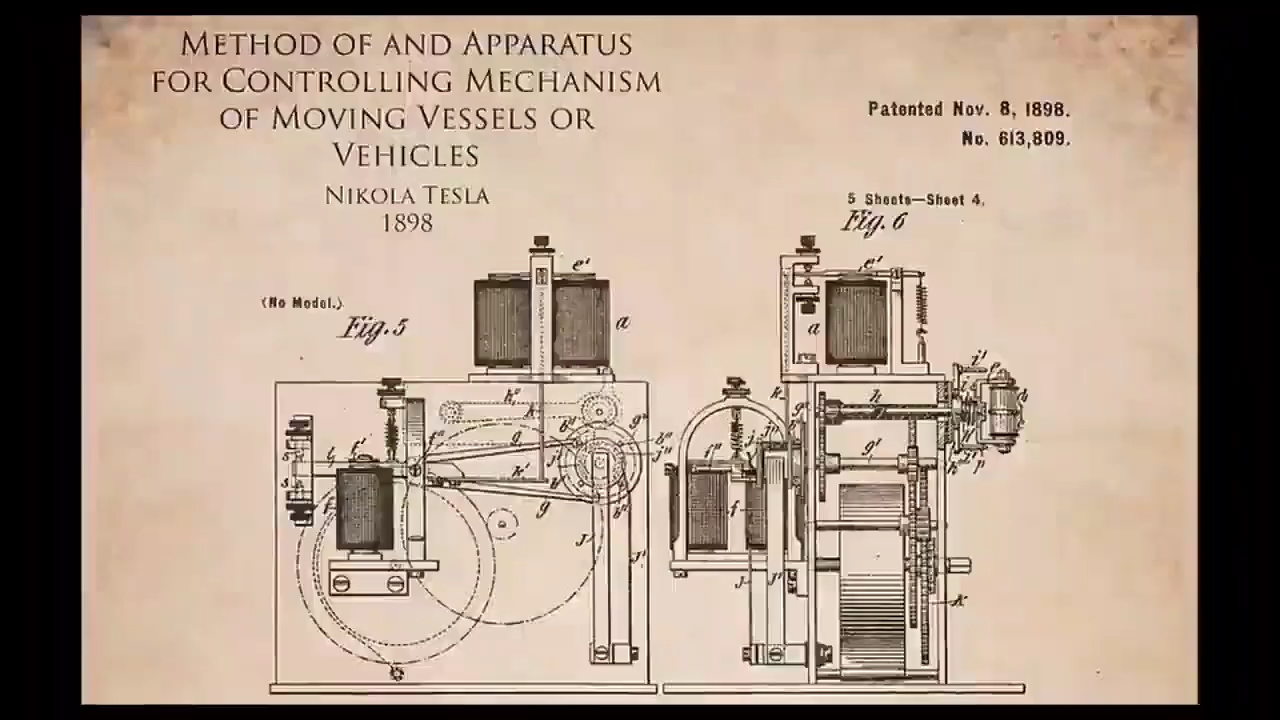 METHOD OF AND APPARATUS
FOR CONTROLLING MECHANISM
OF MOVING VESSELS OR
VEHICLES
NIKOLA TESLA
1898
Patented Nov. 8, 1898.
No. 613,809.
5 Sheets—Sheet 4.
Fig. 6
(No Model.)
Fig. 5
e'
a
e'
a
g'